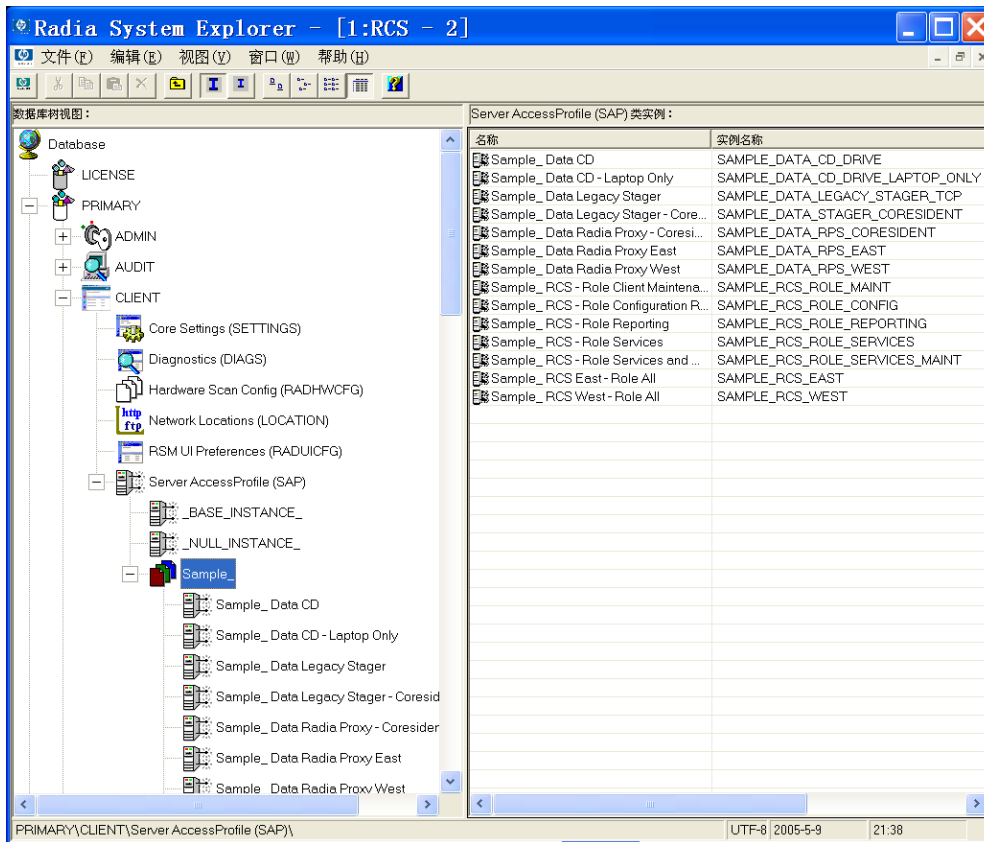 Radia System Explorer - [1:RCS - 2]
文件(F) 编辑(E) 视图(V) 窗口(W) 帮助(H)
数据库树视图：
Database
LICENSE
PRIMARY
ADMIN
AUDIT
CLIENT
Core Settings (SETTINGS)
Diagnostics (DIAGS)
Hardware Scan Config (RADHWCFG)
http
ftp
Network Locations (LOCATION)
RSM UI Preferences (RADUICFG)
Server AccessProfile (SAP)
_BASE_INSTANCE_
_NULL_INSTANCE_
Sample_
Sample_ Data CD
Sample_ Data CD - Laptop Only
Sample_ Data Legacy Stager
Sample_ Data Legacy Stager - Coresid
Sample_ Data Radia Proxy - Coresider
Sample_ Data Radia Proxy East
Sample_ Data Radia Proxy West
Server AccessProfile (SAP) 类实例：
名称 实例名称
Sample_ Data CD SAMPLE_DATA_CD_DRIVE
Sample_ Data CD - Laptop Only SAMPLE_DATA_CD_DRIVE_LAPTOP_ONLY
Sample_ Data Legacy Stager SAMPLE_DATA_LEGACY_STAGER_TCP
Sample_ Data Legacy Stager - Core... SAMPLE_DATA_STAGER_CORESIDENT
Sample_ Data Radia Proxy - Coresi... SAMPLE_DATA_RPS_CORESIDENT
Sample_ Data Radia Proxy East SAMPLE_DATA_RPS_EAST
Sample_ Data Radia Proxy West SAMPLE_DATA_RPS_WEST
Sample_ RCS - Role Client Maintena... SAMPLE_RCS_ROLE_MAINT
Sample_ RCS - Role Configuration R... SAMPLE_RCS_ROLE_CONFIG
Sample_ RCS - Role Reporting SAMPLE_RCS_ROLE_REPORTING
Sample_ RCS - Role Services SAMPLE_RCS_ROLE_SERVICES
Sample_ RCS - Role Services and ... SAMPLE_RCS_ROLE_SERVICES_MAINT
Sample_ RCS East - Role All SAMPLE_RCS_EAST
Sample_ RCS West - Role All SAMPLE_RCS_WEST
PRIMARY\CLIENT\Server AccessProfile (SAP)\ UTF-8 2005-5-9 21:38